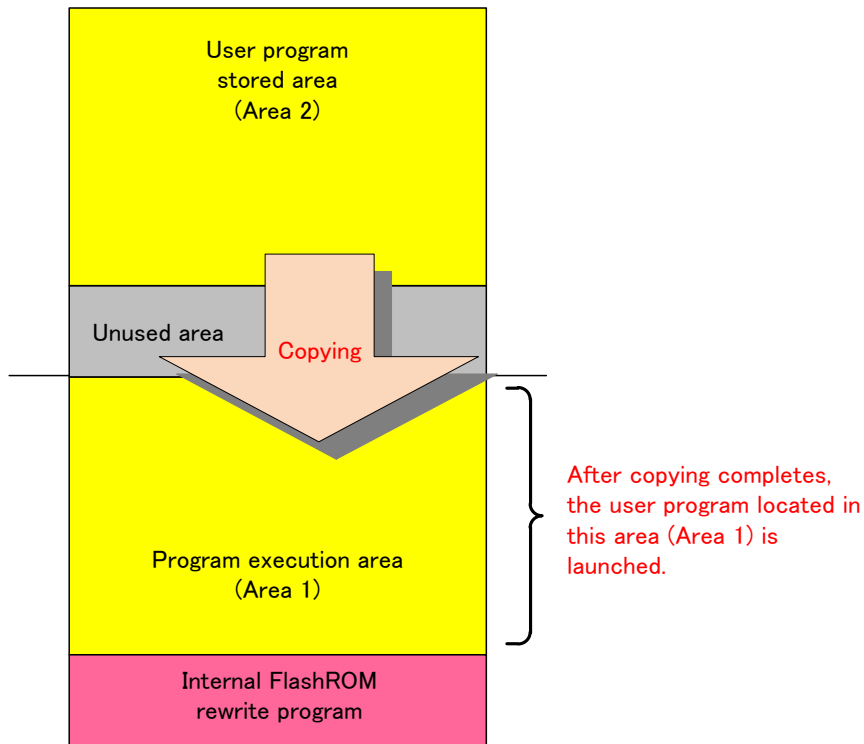 User program
stored area
(Area 2)
Unused area
Copying
After copying completes,
the user program located in
this area (Area 1) is
launched.
Program execution area
(Area 1)
Internal FlashROM
rewrite program